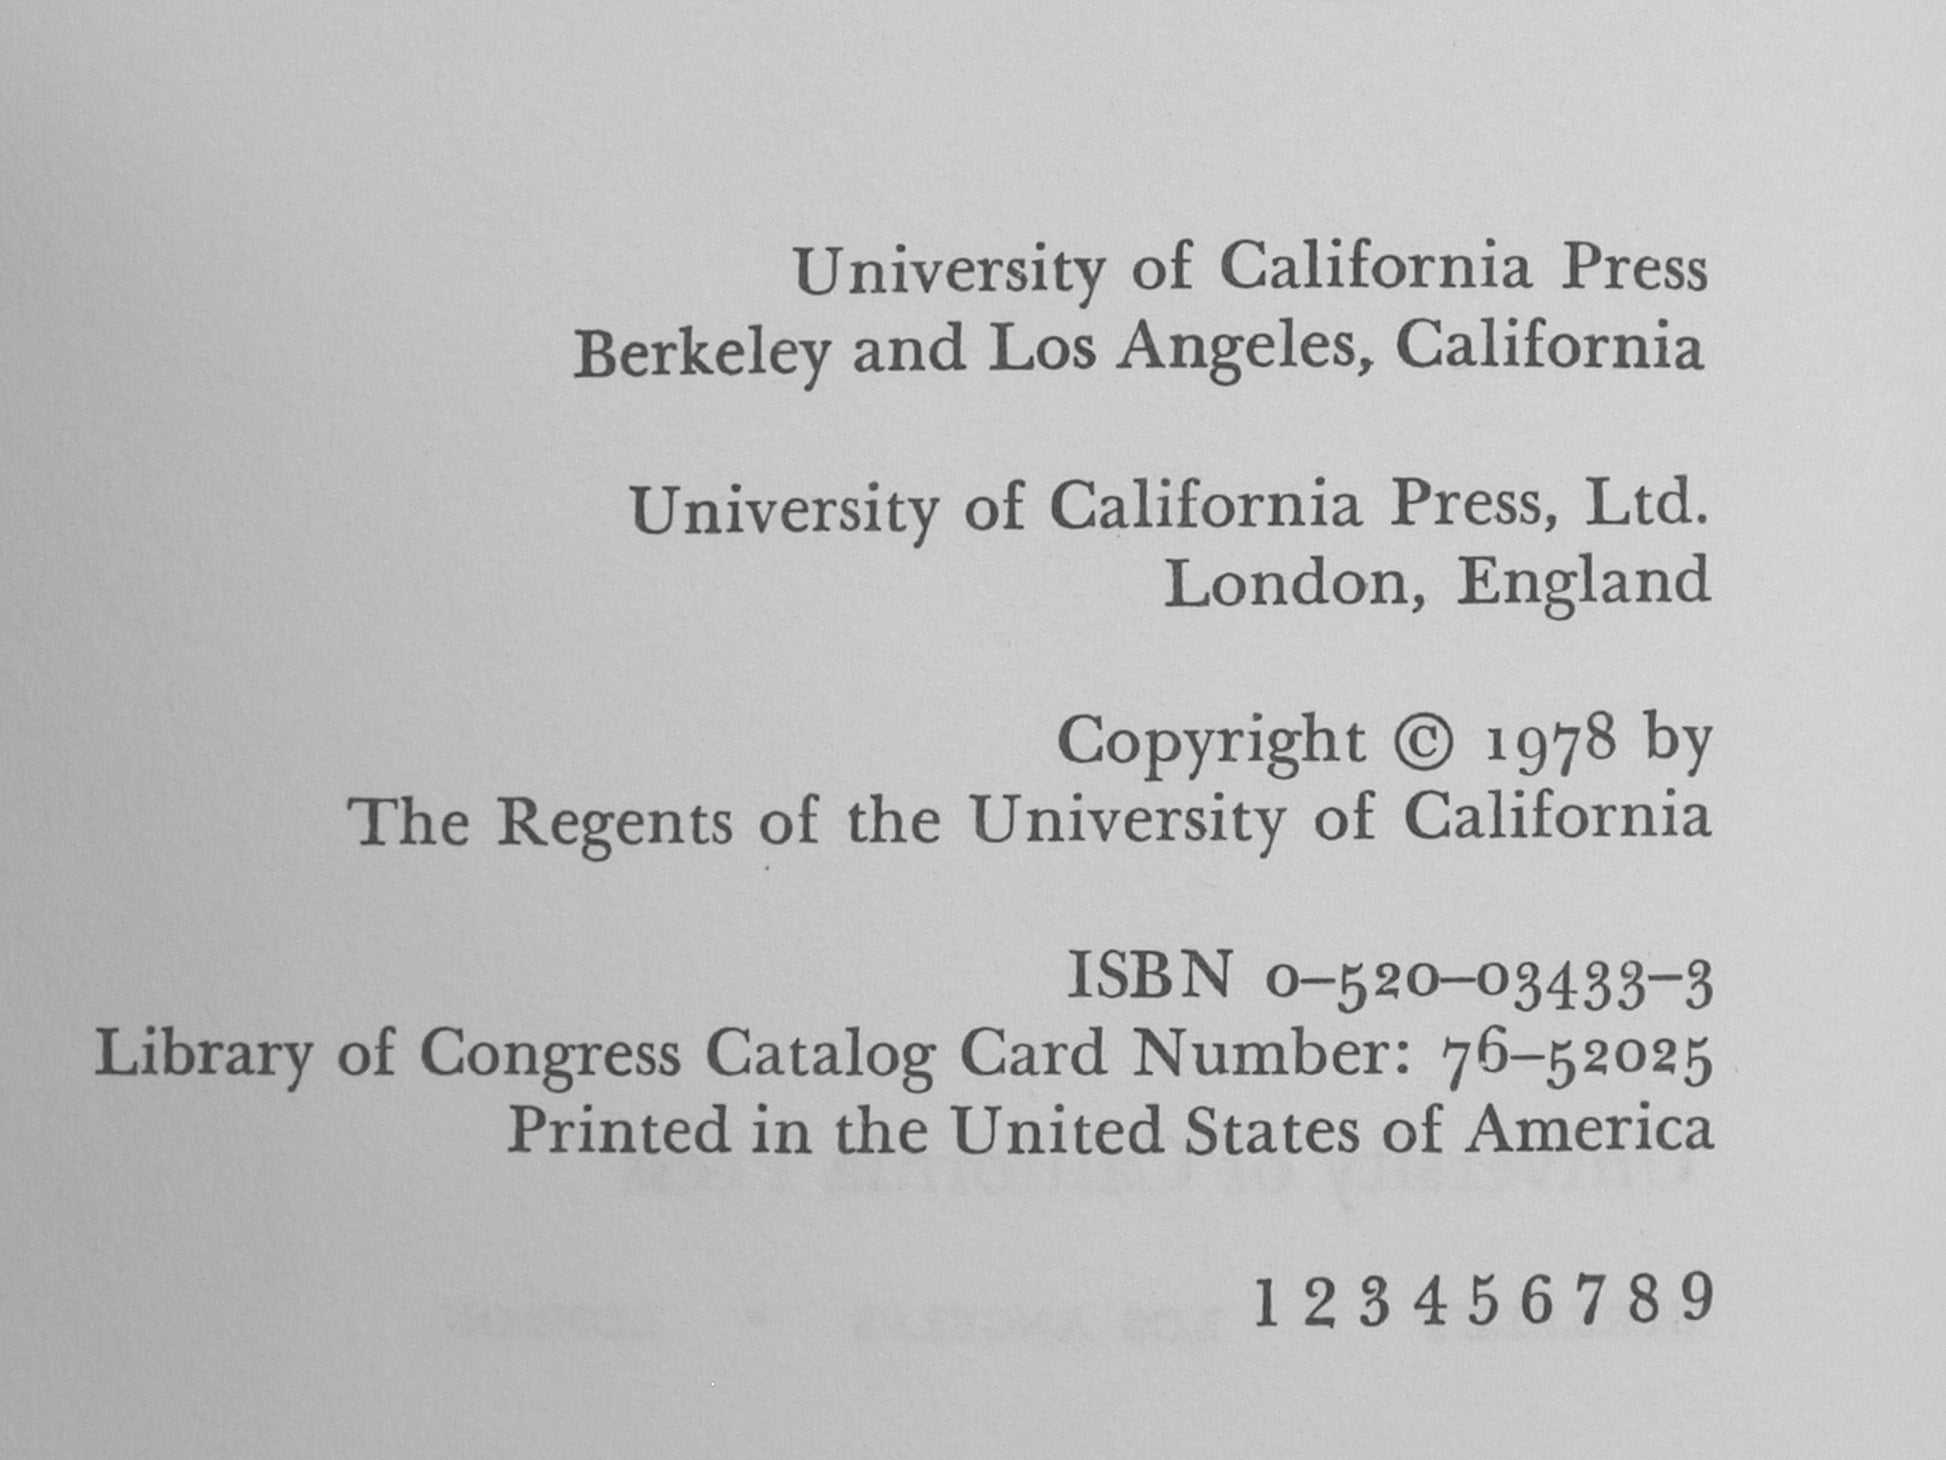 University of California Press
Berkeley and Los Angeles, California
University of California Press, Ltd.
London, England
Copyright © 1978 by
The Regents of the University of California
ISBN 0–520–03433–3
Library of Congress Catalog Card Number: 76–52025
Printed in the United States of America
1 2 3 4 5 6 7 8 9